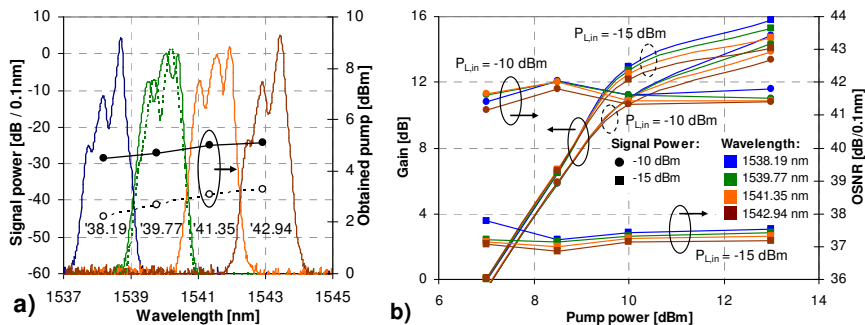 10
0
-10
-20
-30
-40
-50
-60
Signal power [dB / 0.1nm]
10
9
8
7
6
5
4
3
2
1
0
Obtained pump [dBm]
'38.19
'39.77
'41.35
'42.94
1537
1539
1541
1543
1545
Wavelength [nm]
a)
16
12
8
4
0
Gain [dB]
44
43
42
41
40
39
38
37
36
OSNR [dB/0.1nm]
P L,in = -15 dBm
P L,in = -10 dBm
P L,in = -10 dBm
Signal Power:
-10 dBm
-15 dBm
Wavelength:
1538.19 nm
1539.77 nm
1541.35 nm
1542.94 nm
P L,in = -15 dBm
6
8
10
12
14
Pump power [dBm]
b)